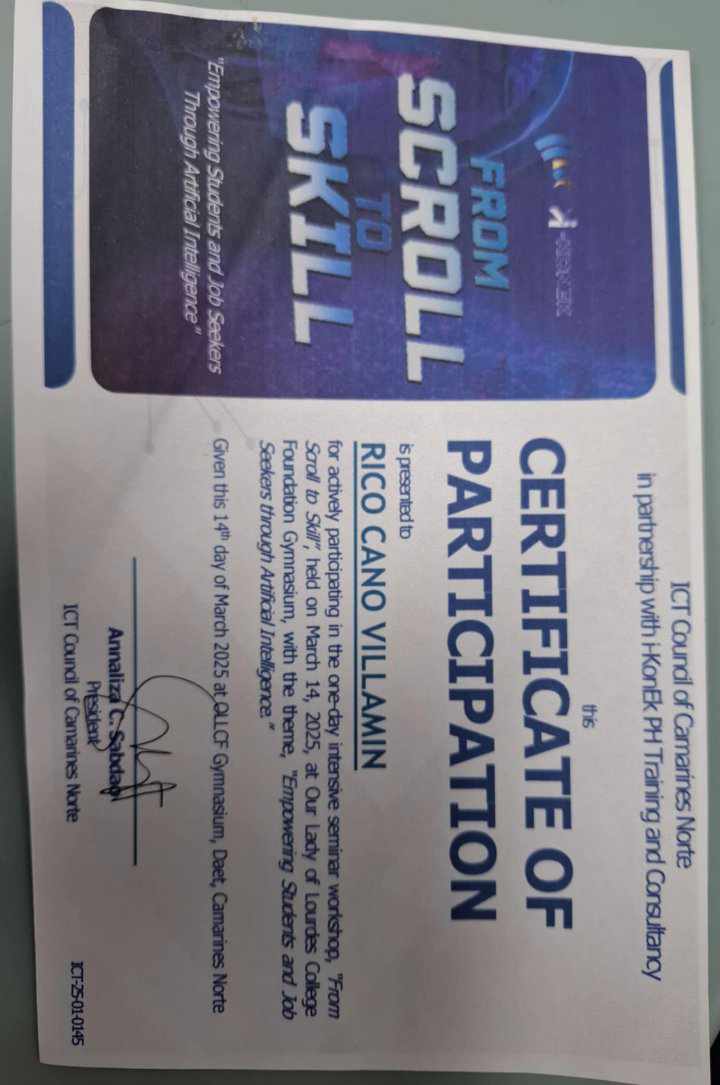 ICT Council of Camarines Norte
in partnership with i-KonEk PH Training and Consultancy
this
CERTIFICATE OF
PARTICIPATION
is presented to
RICO CANO VILLAMIN
for actively participating in the one-day intensive seminar workshop, "From
Scroll to Skill", held on March 14, 2025, at Our Lady of Lourdes College
Foundation Gymnasium, with the theme, "Empowering Students and Job
Seekers through Artificial Intelligence."
Given this 14th day of March 2025 at OLLCF Gymnasium, Daet, Camarines Norte
Annaliza C. Sabdao
President
ICT Council of Camarines Norte
ICT-25-01-0145
i-KONEK
FROM
SCROLL
TO
SKILL
"Empowering Students and Job Seekers
Through Artificial Intelligence"